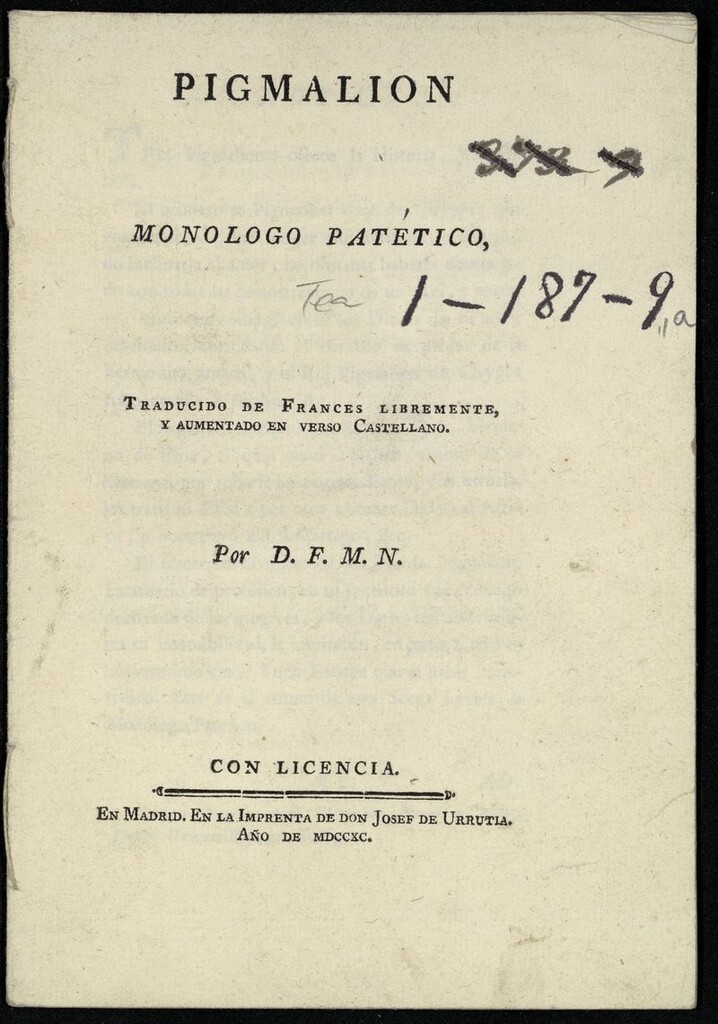 PIGMALION
MONOLOGO PATÉTICO,
Tea 1-187-9,a
TRADUCIDO DE FRANCES LIBREMENTE,
Y AUMENTADO EN VERSO CASTELLANO.
Por D. F. M. N.
CON LICENCIA.
EN MADRID. EN LA IMPRENTA DE DON JOSEF DE URRUTIA.
AÑO DE MDCCXC.